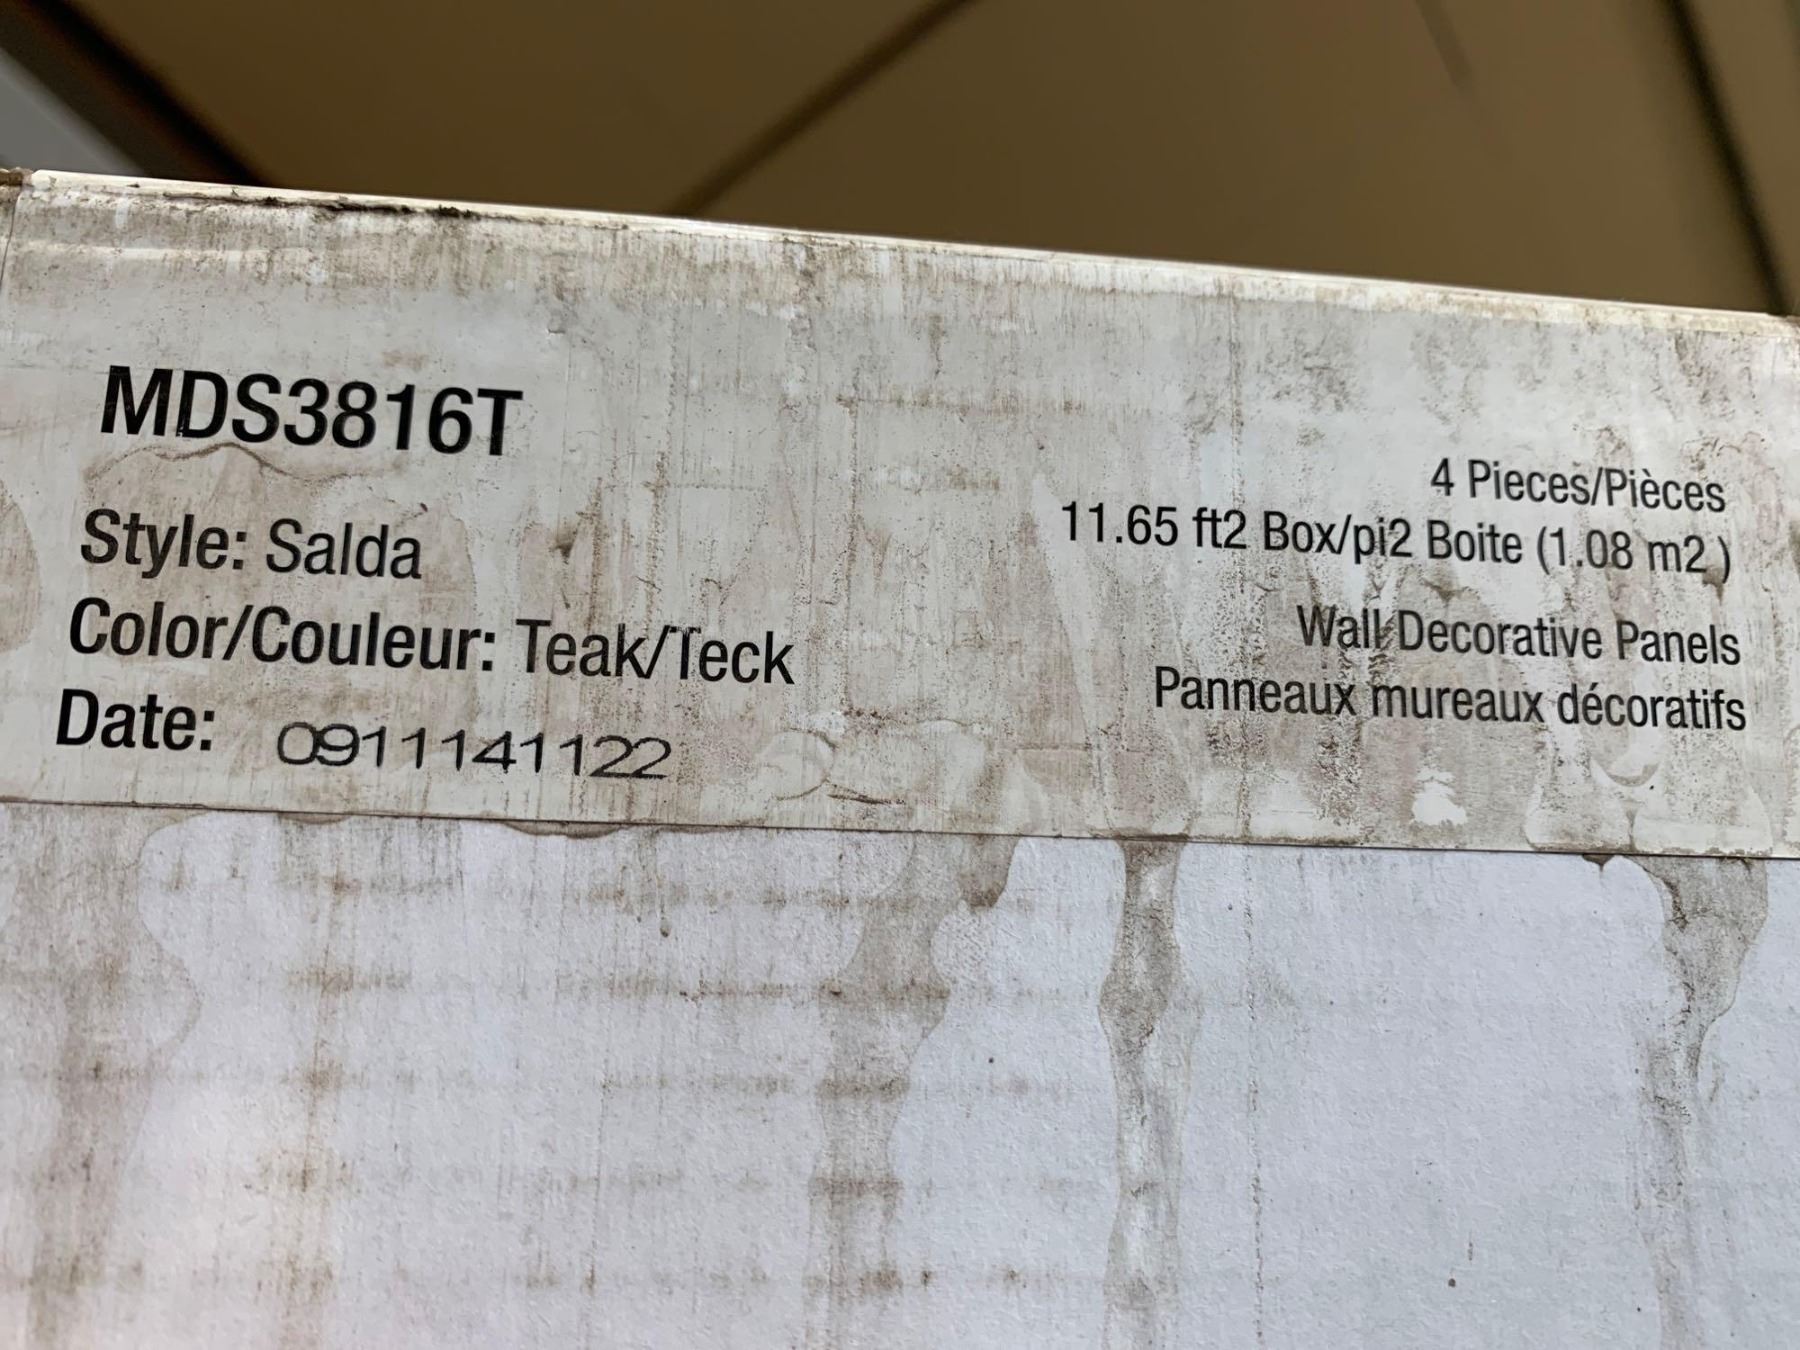 MDS3816T
Style: Salda
Color/Couleur: Teak/Teck
Date: 0911141122
4 Pieces/Pièces
11.65 ft2 Box/pi2 Boite (1.08 m2 )
Wall Decorative Panels
Panneaux mureaux décoratifs